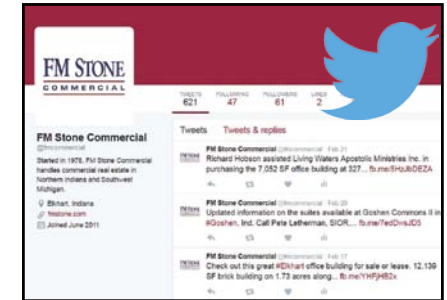 FM STONE
COMMERCIAL
TWEETS FOLLOWING FOLLOWERS LIKES
621 47 61 2
FM Stone Commercial
@fmcommercial
Started in 1978, FM Stone Commercial
handles commercial real estate in
Northern Indiana and Southwest
Michigan.
Elkhart, Indiana
fmstone.com
Joined June 2011
Tweets Tweets & replies
FM Stone Commercial @fmcommercial · Feb 21
Richard Hobson assisted Living Waters Apostolic Ministries Inc. in
purchasing the 7,052 SF office building at 327...
FM Stone Commercial @fmcommercial · Feb 20
Updated information on the suites available at Goshen Commons II in
#Goshen, Ind. Call Pete Letherman, SIOR,...
FM Stone Commercial @fmcommercial · Feb 17
Check out this great #Elkhart office building for sale or lease. 12,139
SF brick building on 1.73 acres along...